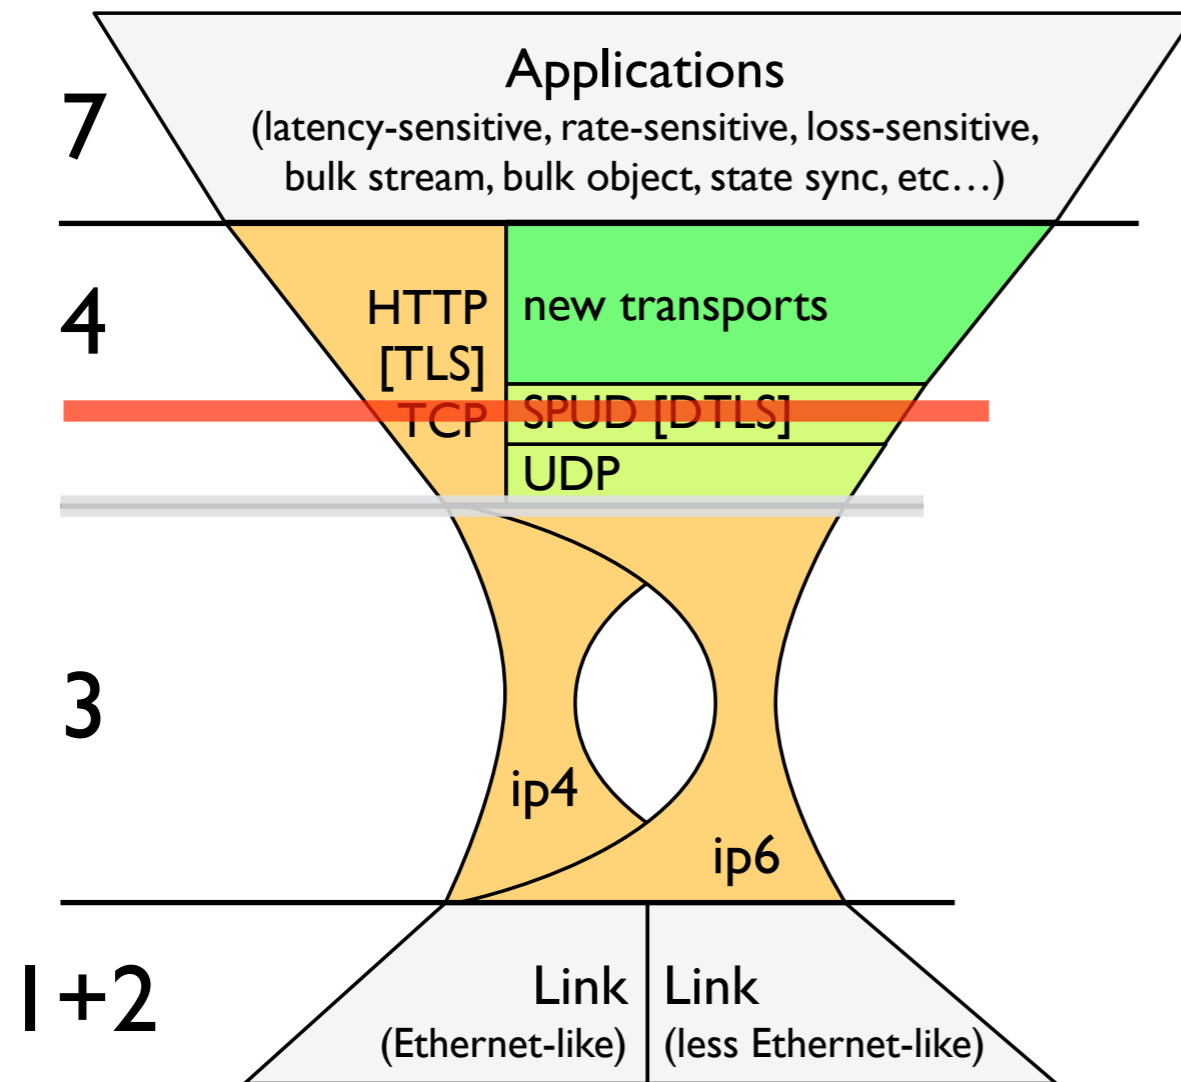 Applications
(latency-sensitive, rate-sensitive, loss-sensitive,
bulk stream, bulk object, state sync, etc…)
7
4
HTTP
[TLS]
TCP
new transports
SPUD [DTLS]
UDP
3
ip4
ip6
1+2
Link
(Ethernet-like)
Link
(less Ethernet-like)